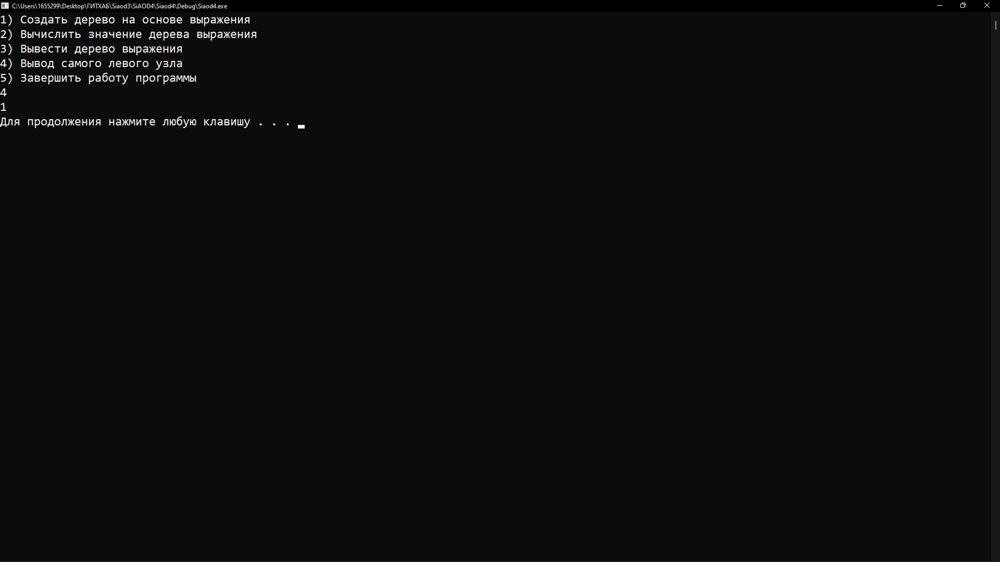 C:\Users\1655299\Desktop\ГИТХАБ\Siaod3\SiAOD4\Siaod4\Debug\Siaod4.exe
1) Создать дерево на основе выражения
2) Вычислить значение дерева выражения
3) Вывести дерево выражения
4) Вывод самого левого узла
5) Завершить работу программы
4
1
Для продолжения нажмите любую клавишу . . .